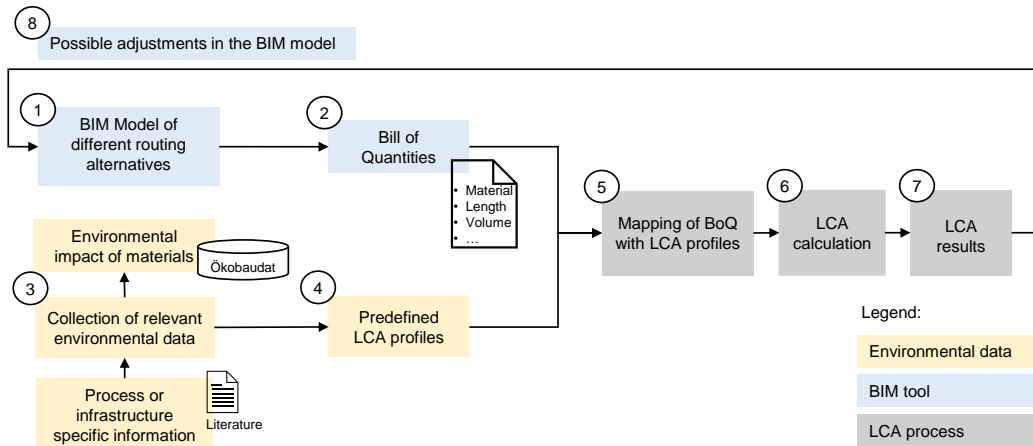 8
Possible adjustments in the BIM model
1
BIM Model of
different routing
alternatives
2
Bill of
Quantities
• Material
• Length
• Volume
• ...
5
Mapping of BoQ
with LCA profiles
6
LCA
calculation
7
LCA
results
Environmental
impact of materials
Ökobaudat
3
Collection of relevant
environmental data
4
Predefined
LCA profiles
Process or
infrastructure
specific information
Literature
Legend:
Environmental data
BIM tool
LCA process